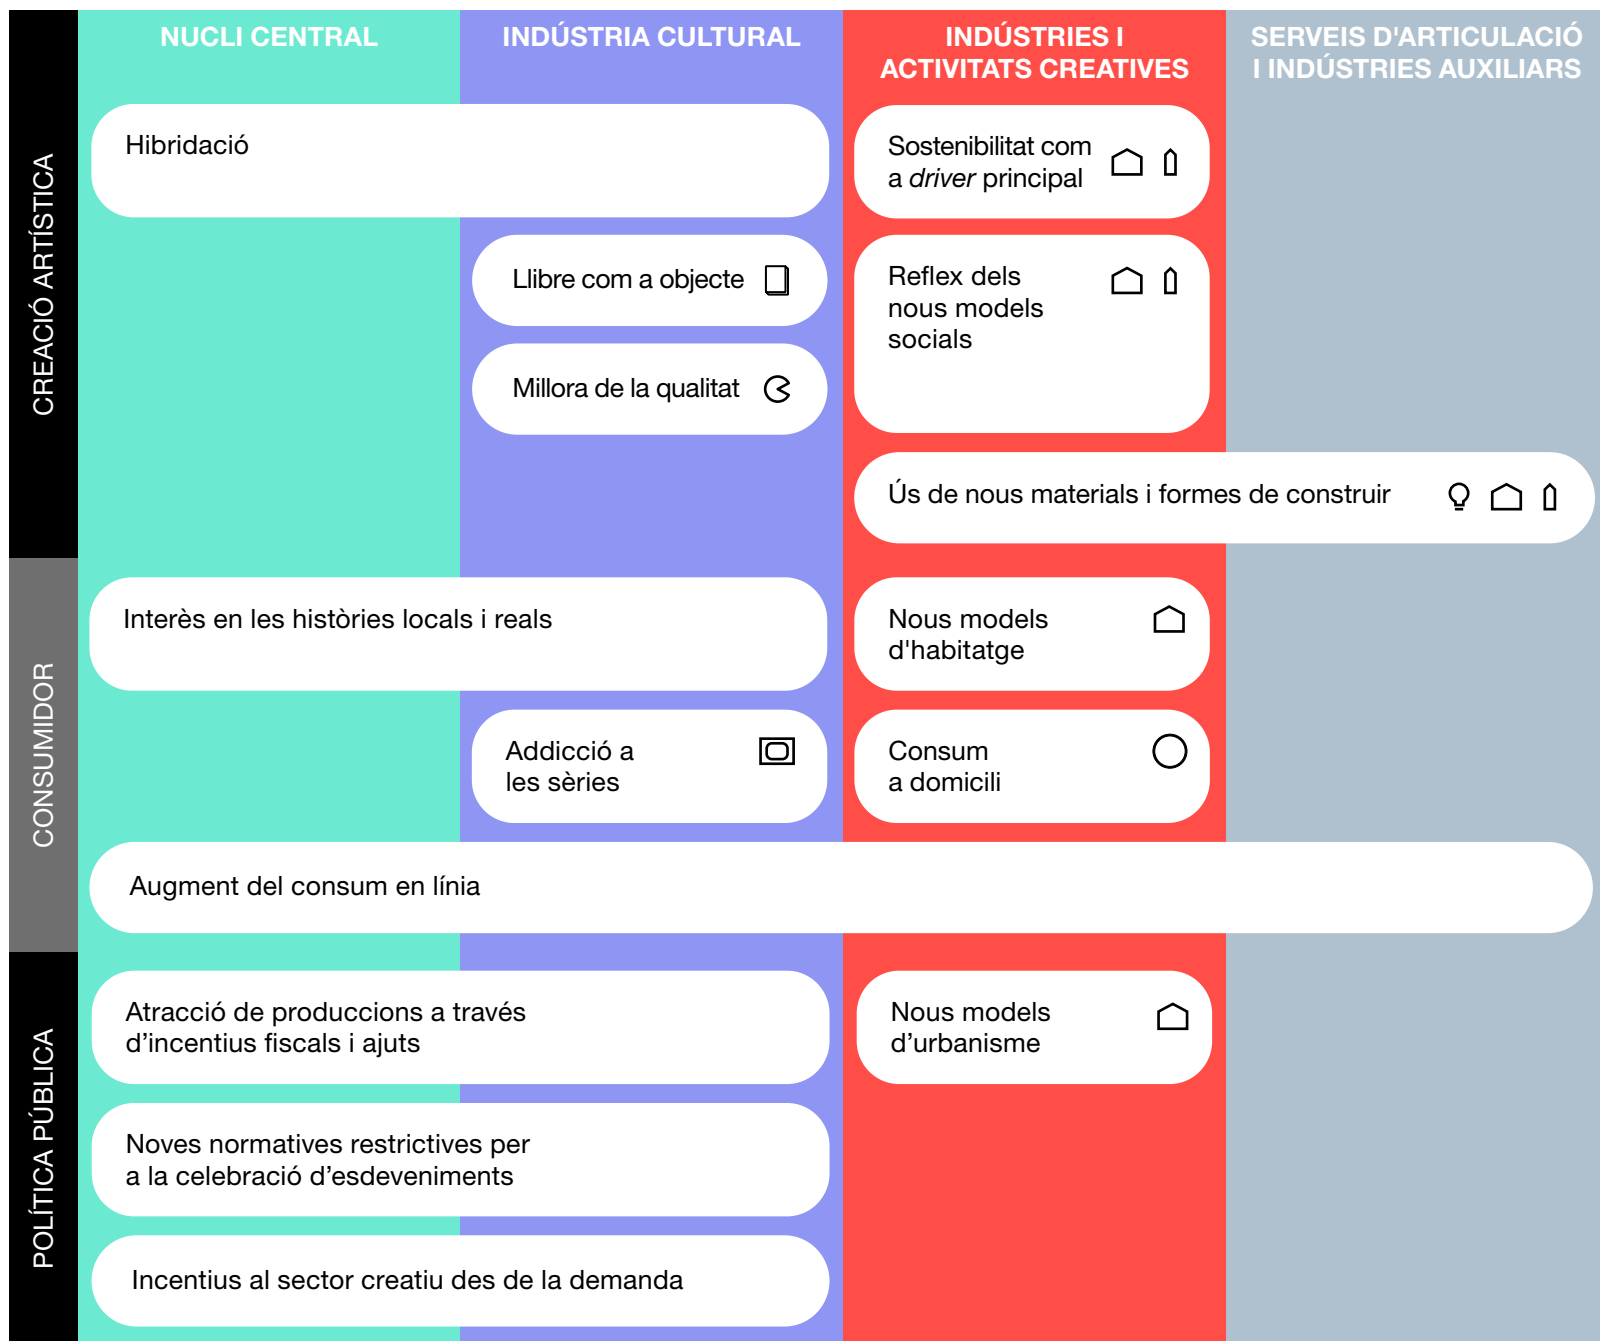 NUCLI CENTRAL
INDÚSTRIA CULTURAL
INDÚSTRIES I
ACTIVITATS CREATIVES
SERVEIS D'ARTICULACIÓ
I INDÚSTRIES AUXILIARS
CREACIÓ ARTÍSTICA
Hibridació
Sostenibilitat com
a driver principal
Llibre com a objecte
Reflex dels
nous models
socials
Millora de la qualitat
Ús de nous materials i formes de construir
CONSUMIDOR
Interès en les històries locals i reals
Nous models
d'habitatge
Addicció a
les sèries
Consum
a domicili
Augment del consum en línia
POLÍTICA PÚBLICA
Atracció de produccions a través
d’incentius fiscals i ajuts
Nous models
d’urbanisme
Noves normatives restrictives per
a la celebració d’esdeveniments
Incentius al sector creatiu des de la demanda